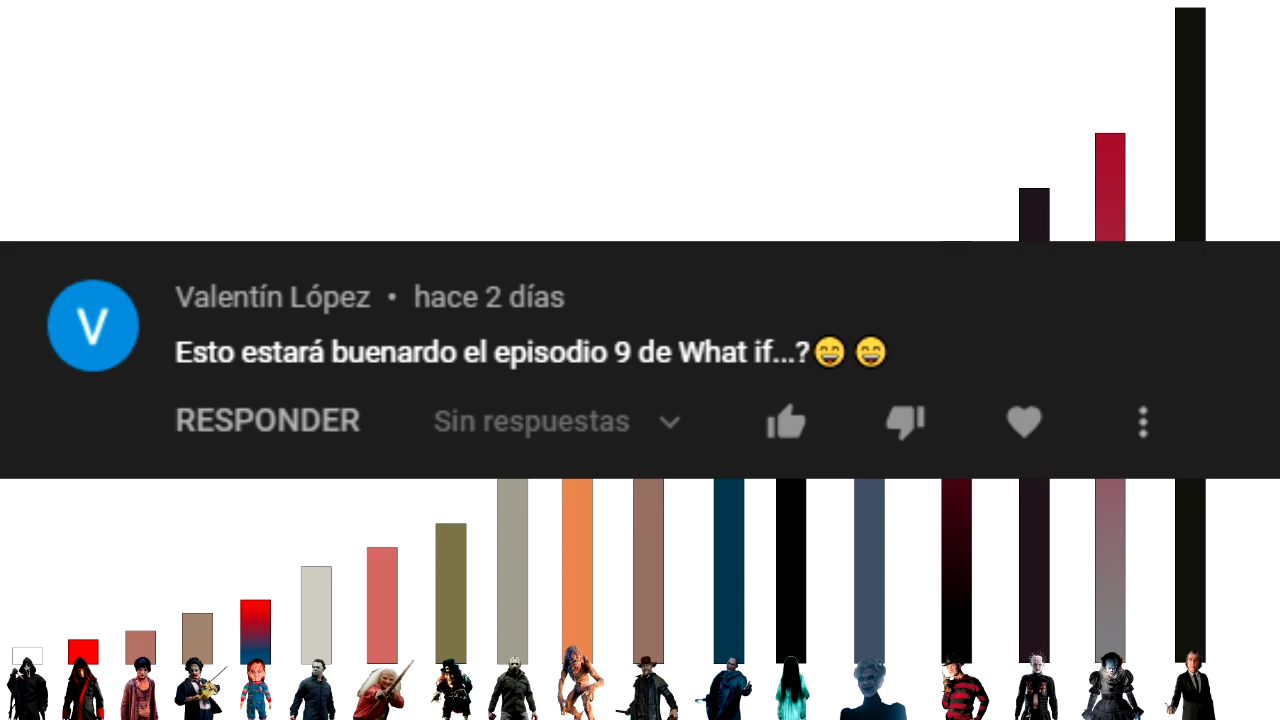 V
Valentín López • hace 2 días
Esto estará buenardo el episodio 9 de What if...?😄 😄
RESPONDER Sin respuestas